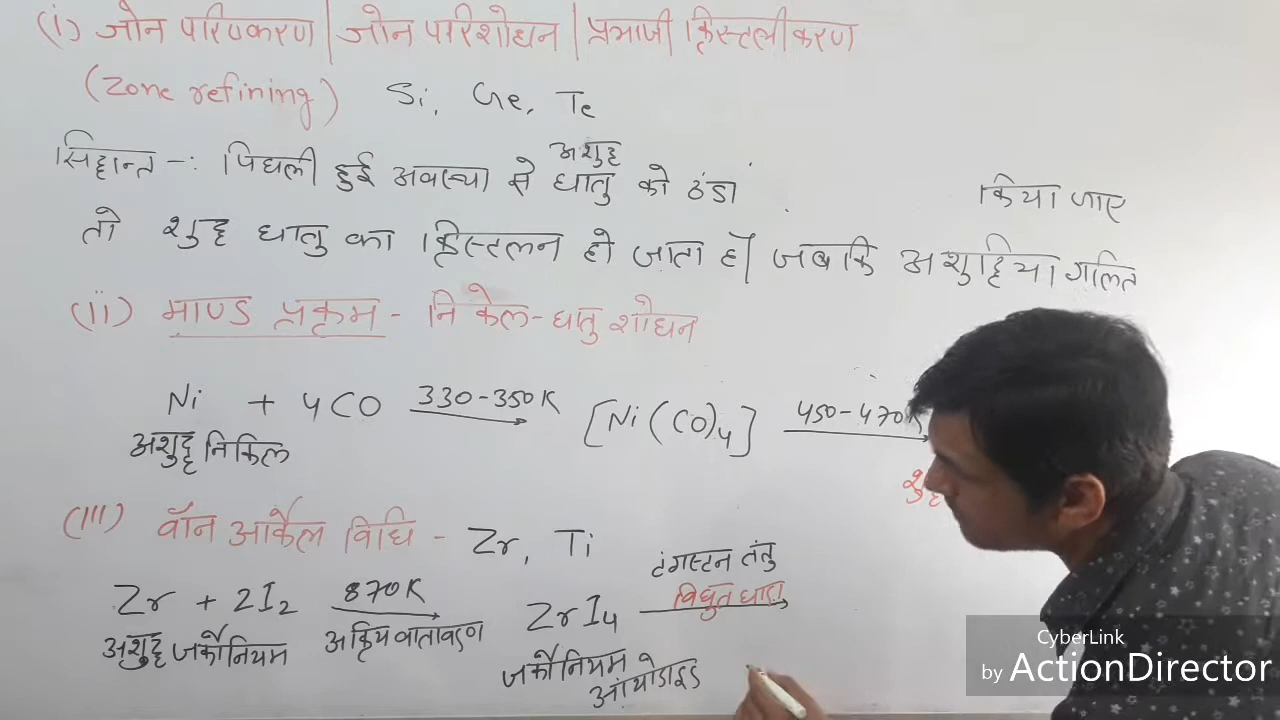 (i) जोन परिष्करण | जोन परिशोधन | प्रभाजी क्रिस्टलीकरण
(Zone refining) Si, Ge, Te
सिद्धान्त -: पिघली हुई अवस्था से अशुद्ध धातु को ठंडा किया जाए
तो शुद्ध धातु का क्रिस्टलन हो जाता है| जबकि अशुद्धिया गलित
(ii) माण्ड प्रक्रम - निकेल-धातु शोधन
Ni + 4CO 330-350K [Ni(CO)4] 450-470K
अशुद्ध निकिल
(III) वॉन आर्कैल विधि - Zr, Ti
Zr + 2I2 870K ZrI4 टंगस्टन तंतु विधुत धारा
अशुद्ध जर्कोनियम अक्रिय वातावरण जर्कोनियम आयोडाइड
CyberLink
by ActionDirector